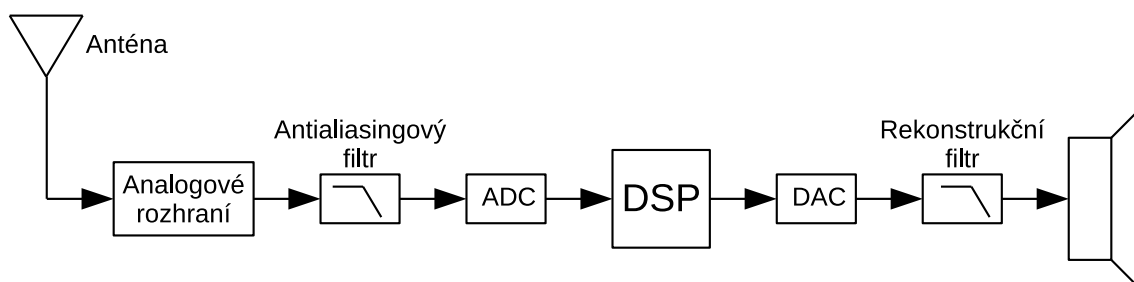 Anténa
Analogové
rozhraní
Antialiasingový
filtr
ADC
DSP
DAC
Rekonstrukční
filtr